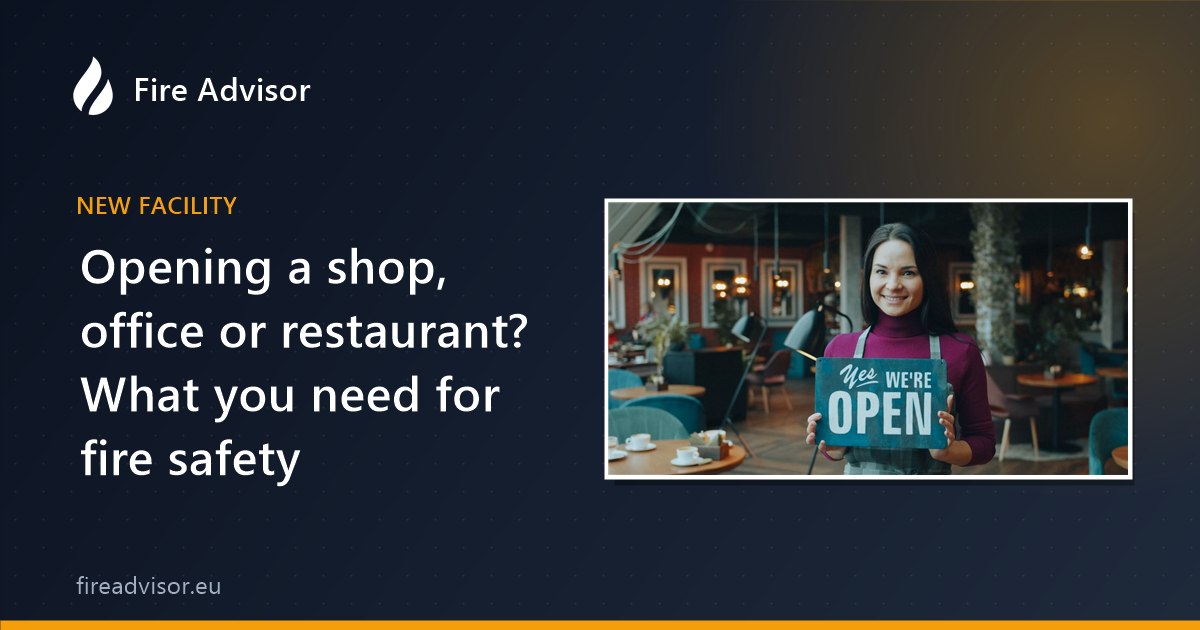 Fire Advisor
NEW FACILITY
Opening a shop,
office or restaurant?
What you need for
fire safety
Yes WE'RE
OPEN
fireadvisor.eu